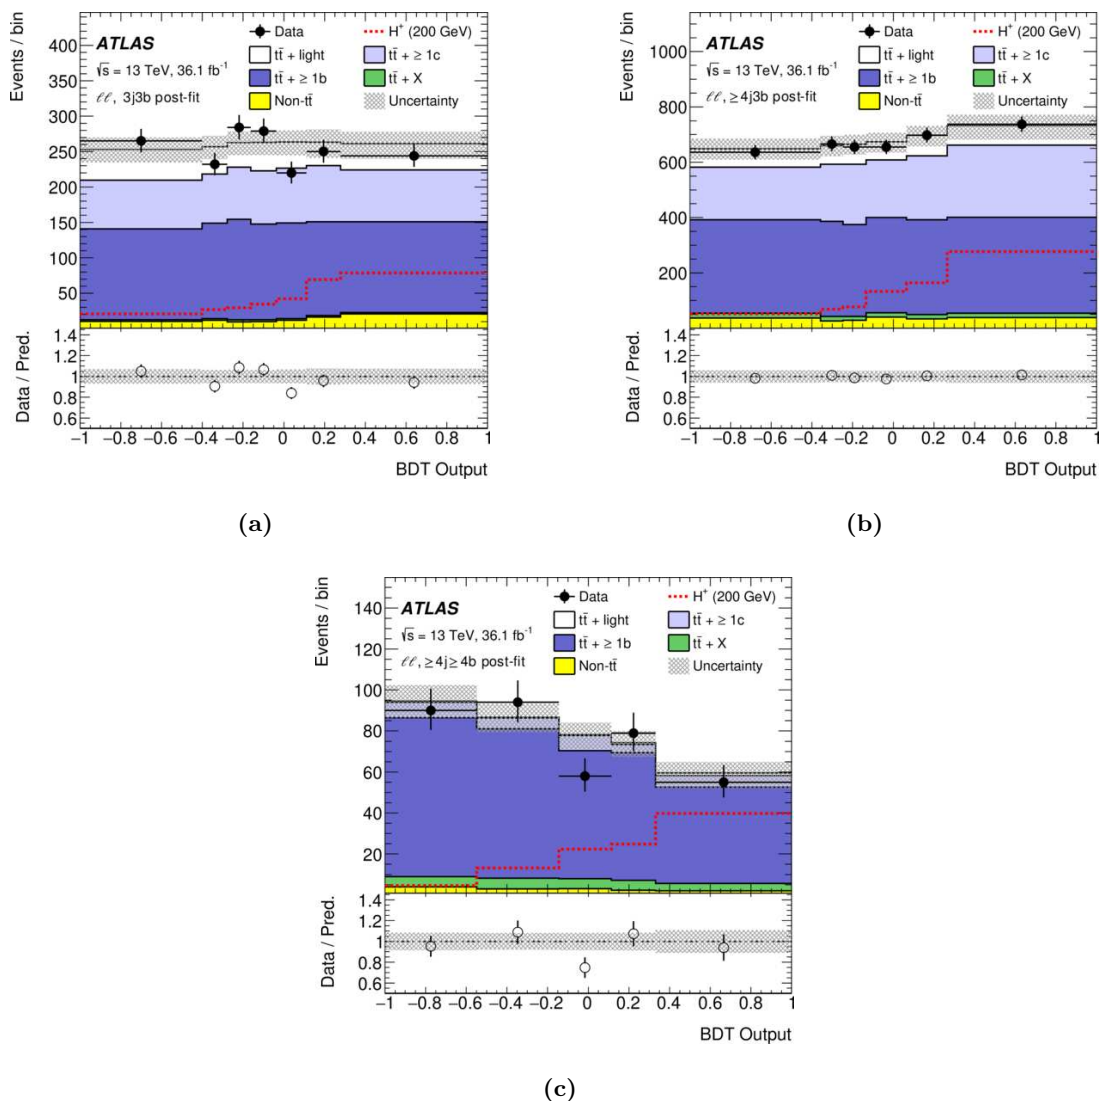 Events / bin
400
350
300
250
200
150
100
50
ATLAS
√s = 13 TeV, 36.1 fb⁻¹
ℓℓ, 3j3b post-fit
Data
H⁺ (200 GeV)
tt̄ + light
tt̄ + ≥ 1c
tt̄ + ≥ 1b
tt̄ + X
Non-tt̄
Uncertainty
Data / Pred.
1.4
1.2
1
0.8
0.6
−1 −0.8 −0.6 −0.4 −0.2 0 0.2 0.4 0.6 0.8 1
BDT Output
(a)
Events / bin
1000
800
600
400
200
ATLAS
√s = 13 TeV, 36.1 fb⁻¹
ℓℓ, ≥4j3b post-fit
Data
H⁺ (200 GeV)
tt̄ + light
tt̄ + ≥ 1c
tt̄ + ≥ 1b
tt̄ + X
Non-tt̄
Uncertainty
Data / Pred.
1.4
1.2
1
0.8
0.6
−1 −0.8 −0.6 −0.4 −0.2 0 0.2 0.4 0.6 0.8 1
BDT Output
(b)
Events / bin
140
120
100
80
60
40
20
ATLAS
√s = 13 TeV, 36.1 fb⁻¹
ℓℓ, ≥4j≥4b post-fit
Data
H⁺ (200 GeV)
tt̄ + light
tt̄ + ≥ 1c
tt̄ + ≥ 1b
tt̄ + X
Non-tt̄
Uncertainty
Data / Pred.
1.4
1.2
1
0.8
0.6
−1 −0.8 −0.6 −0.4 −0.2 0 0.2 0.4 0.6 0.8 1
BDT Output
(c)